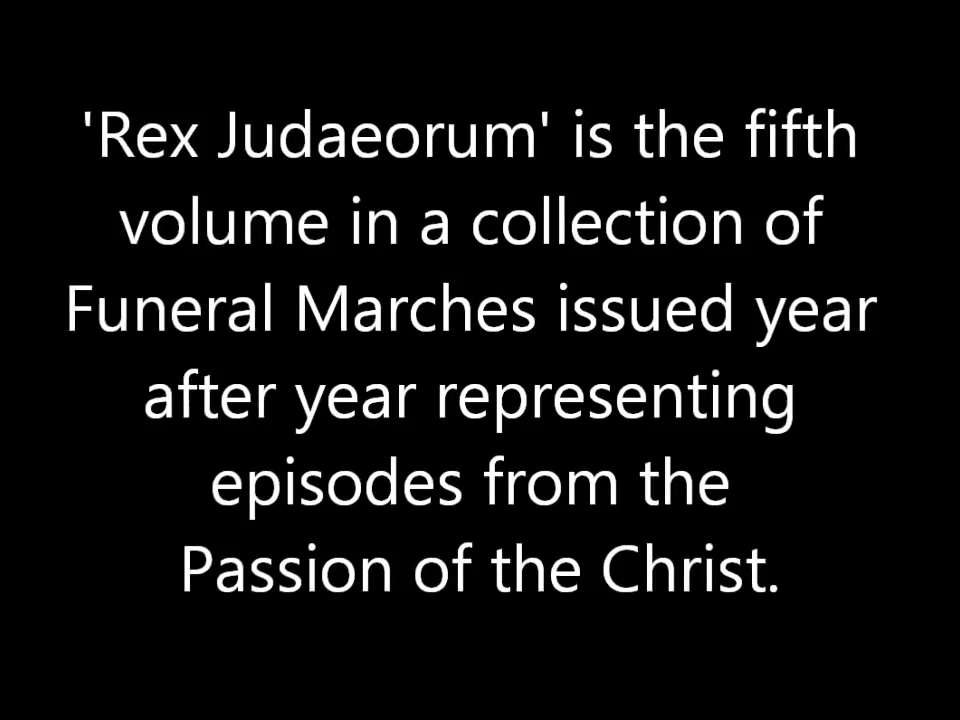 'Rex Judaeorum' is the fifth
volume in a collection of
Funeral Marches issued year
after year representing
episodes from the
Passion of the Christ.